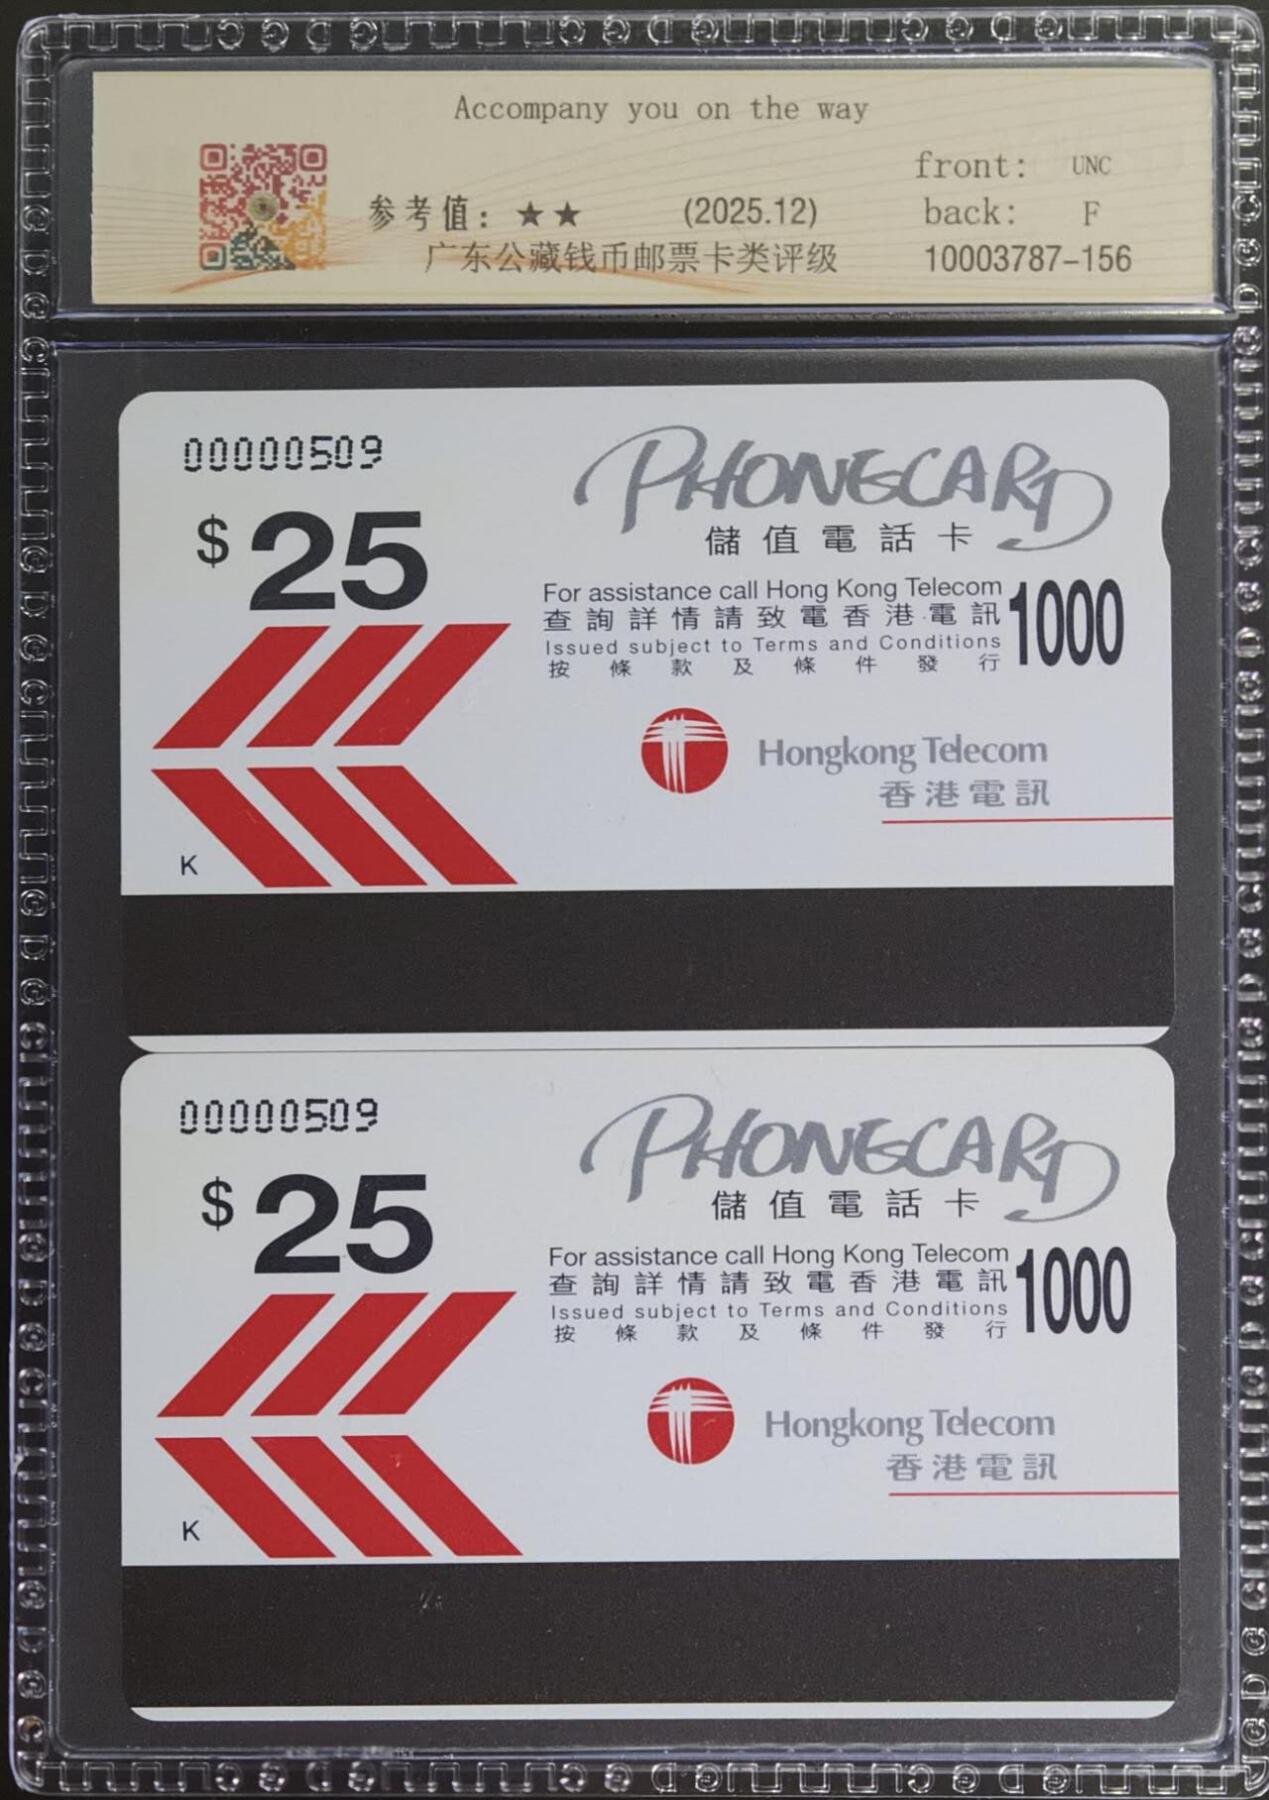 Accompany you on the way
front: UNC
参考值: ★★ (2025.12) back: F
广东公藏钱币邮票卡类评级 10003787-156
00000509
PHONECARD
$25
儲值電話卡
For assistance call Hong Kong Telecom
查詢詳情請致電香港電訊 1000
Issued subject to Terms and Conditions
按條款及條件發行
Hongkong Telecom
香港電訊
K
00000509
PHONECARD
$25
儲值電話卡
For assistance call Hong Kong Telecom
查詢詳情請致電香港電訊 1000
Issued subject to Terms and Conditions
按條款及條件發行
Hongkong Telecom
香港電訊
K